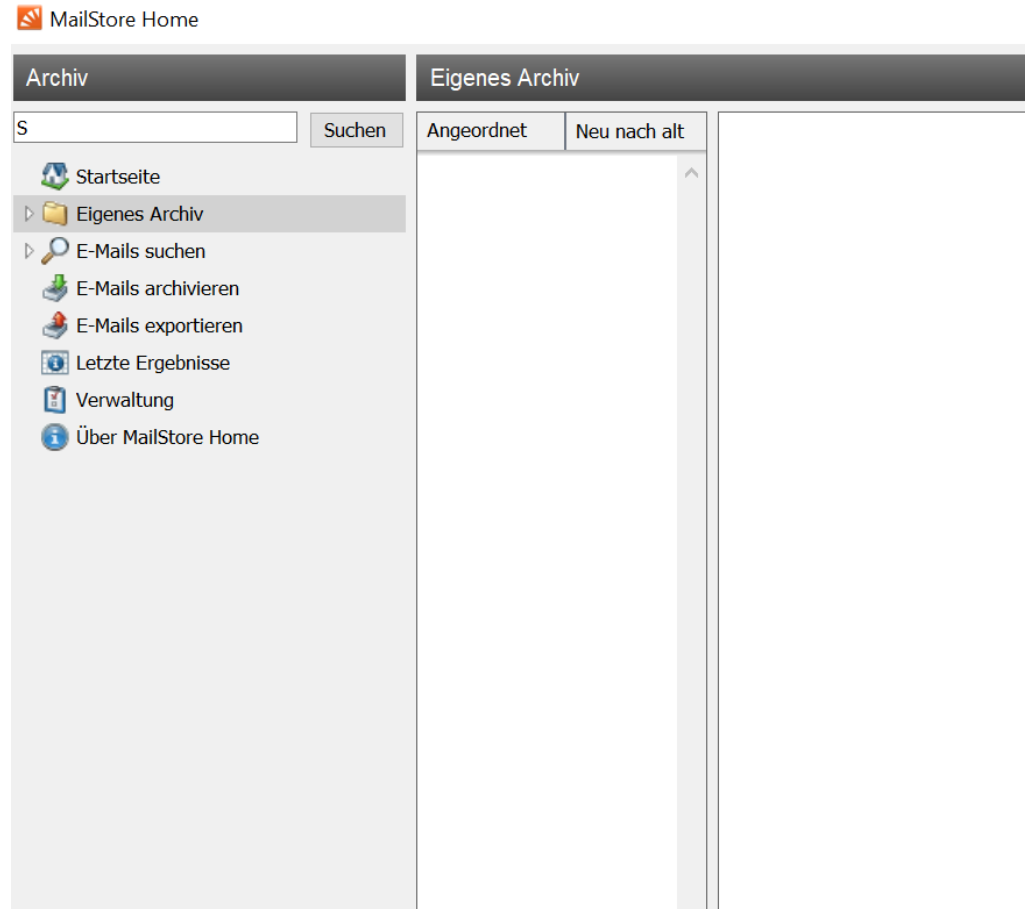 MailStore Home
Archiv
Eigenes Archiv
S
Suchen
Angeordnet
Neu nach alt
Startseite
Eigenes Archiv
E-Mails suchen
E-Mails archivieren
E-Mails exportieren
Letzte Ergebnisse
Verwaltung
Über MailStore Home